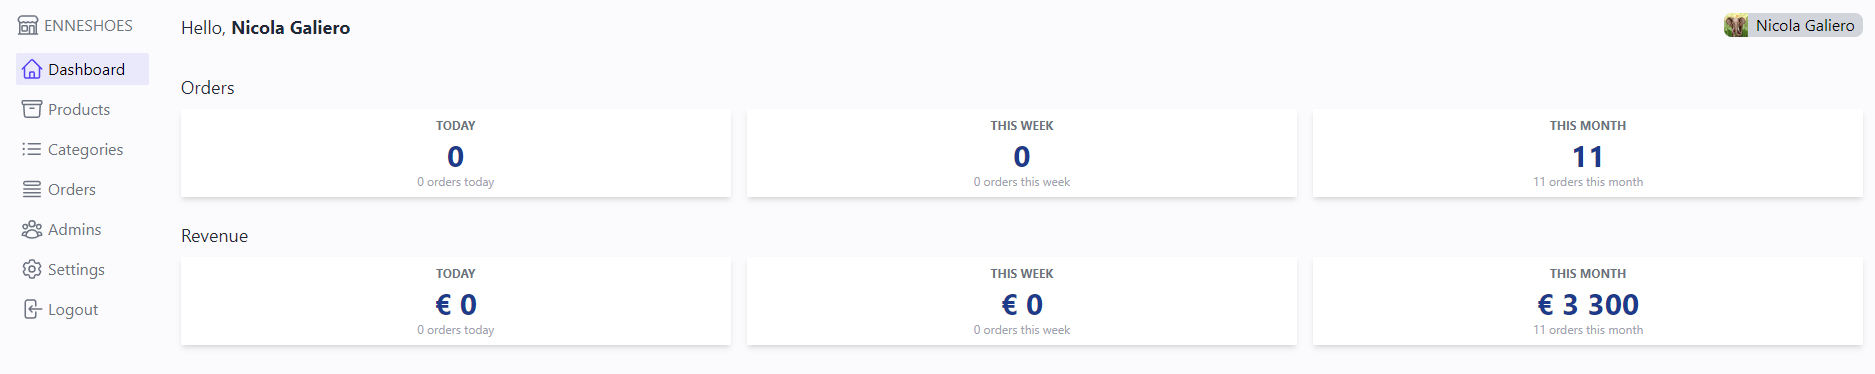 ENNESHOES
Dashboard
Products
Categories
Orders
Admins
Settings
Logout
Hello, Nicola Galiero
Nicola Galiero
Orders
TODAY
0
0 orders today
THIS WEEK
0
0 orders this week
THIS MONTH
11
11 orders this month
Revenue
TODAY
€ 0
0 orders today
THIS WEEK
€ 0
0 orders this week
THIS MONTH
€ 3 300
11 orders this month